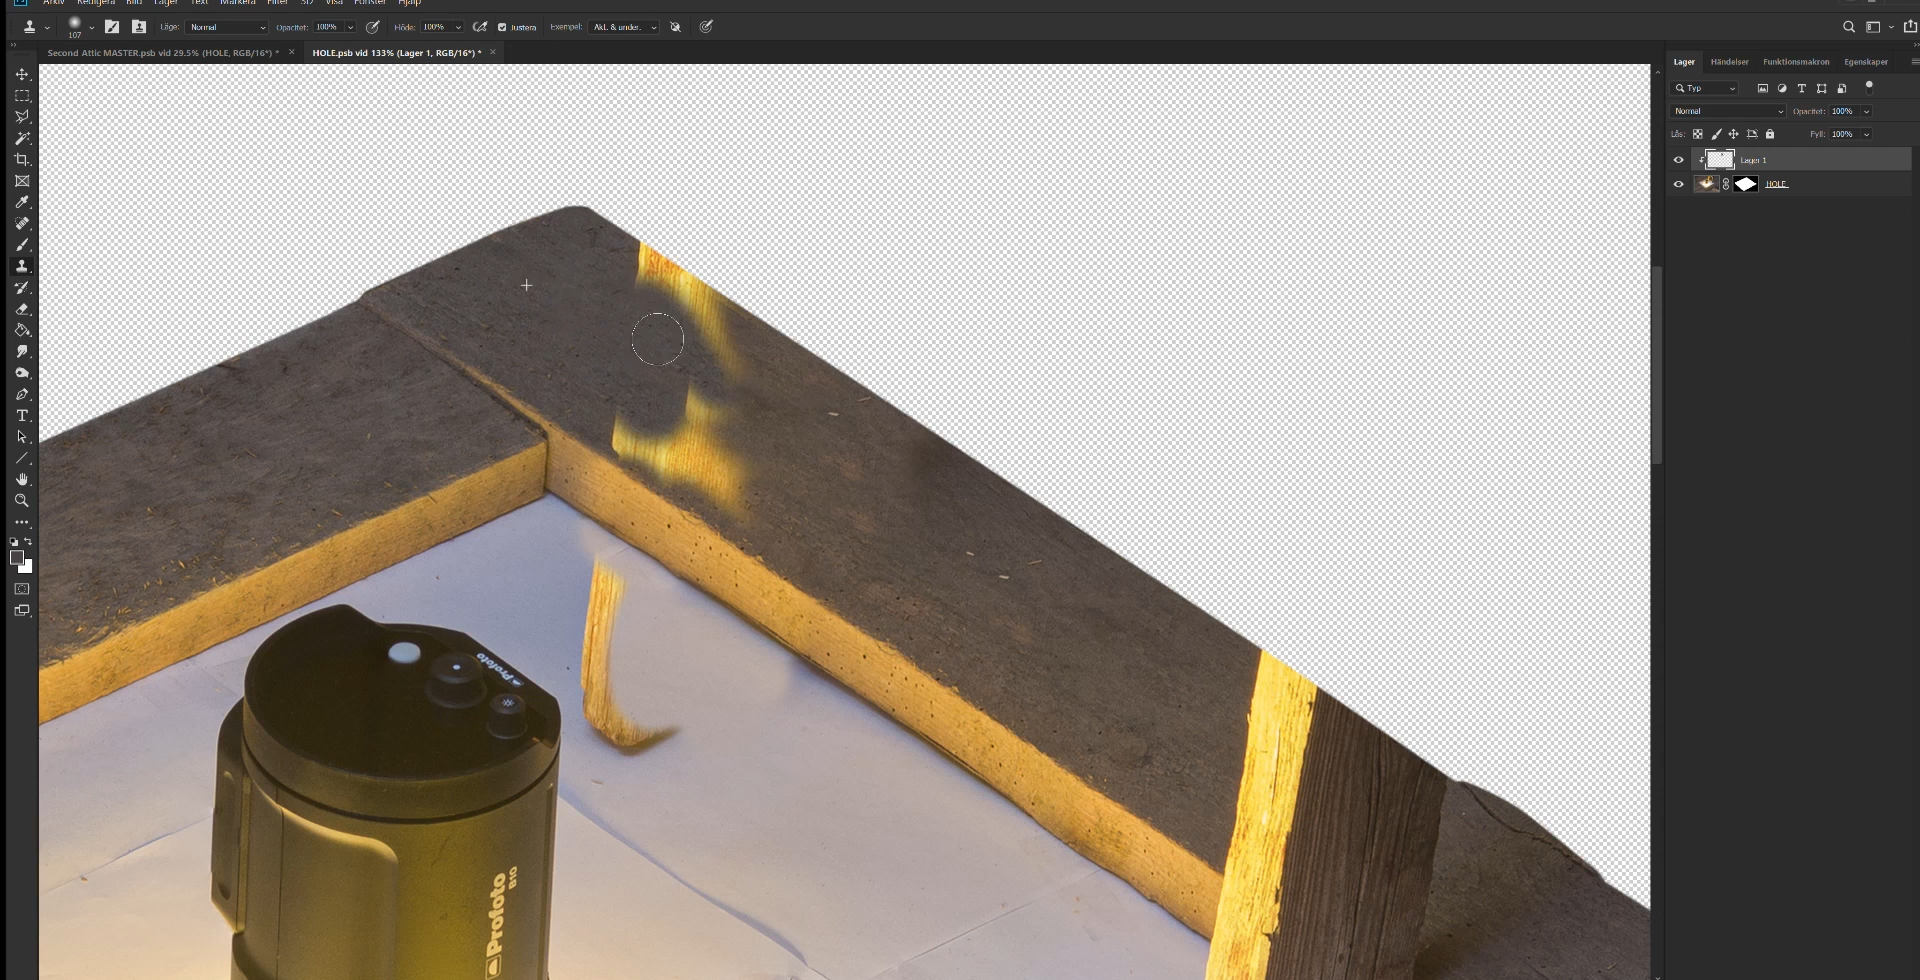 Arkiv Redigera Bild Lager Text Markera Filter 3D Visa Fönster Hjälp
107 Läge: Normal Opacitet: 100% Flöde: 100% Justera Exempel: Akt. & under.
Second Attic MASTER.psb vid 29.5% (HOLE, RGB/16*) * × HOLE.psb vid 133% (Lager 1, RGB/16*) * ×
Lager Händelser Funktionsmakron Egenskaper
Typ
Normal Opacitet: 100%
Lås: Fyll: 100%
Lager 1
HOLE
Profoto
Profoto
B10